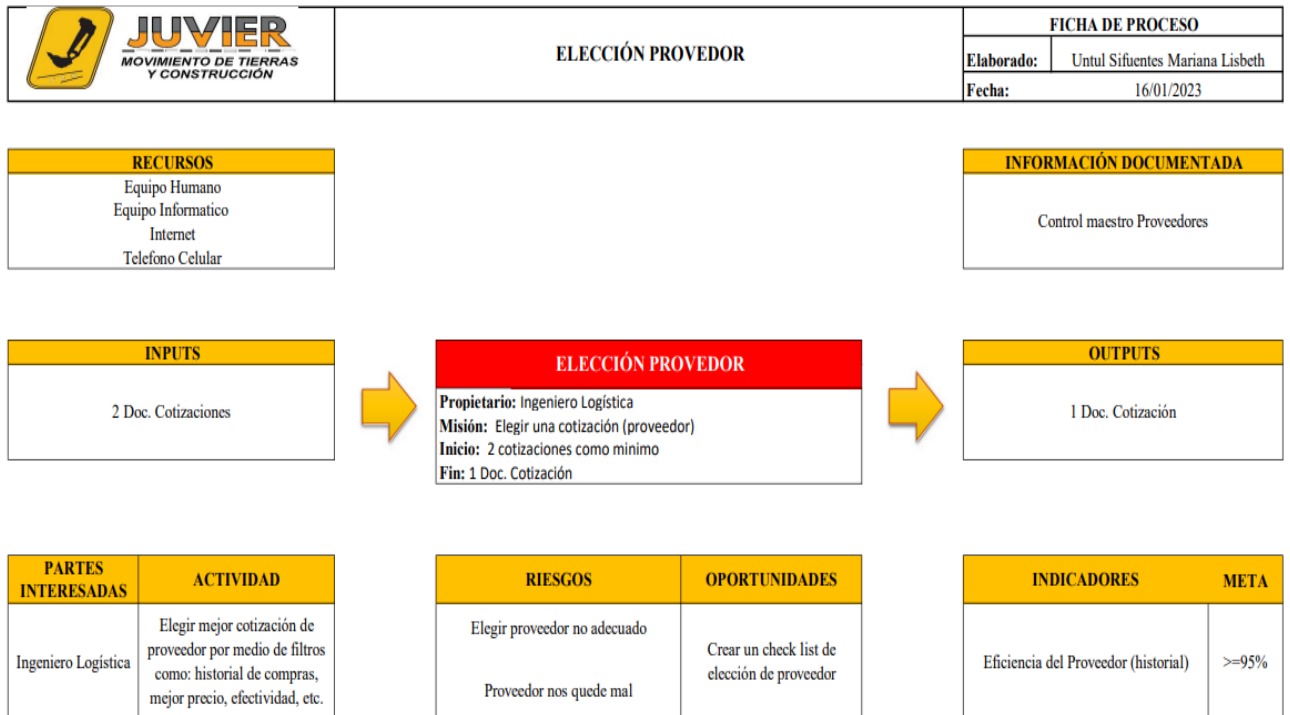 JUVIER
MOVIMIENTO DE TIERRAS
Y CONSTRUCCIÓN
ELECCIÓN PROVEDOR
FICHA DE PROCESO
Elaborado: Untul Sifuentes Mariana Lisbeth
Fecha: 16/01/2023
RECURSOS
Equipo Humano
Equipo Informatico
Internet
Telefono Celular
INFORMACIÓN DOCUMENTADA
Control maestro Proveedores
INPUTS
2 Doc. Cotizaciones
ELECCIÓN PROVEDOR
Propietario: Ingeniero Logística
Misión: Elegir una cotización (proveedor)
Inicio: 2 cotizaciones como minimo
Fin: 1 Doc. Cotización
OUTPUTS
1 Doc. Cotización
PARTES
INTERESADAS
ACTIVIDAD
Ingeniero Logística
Elegir mejor cotización de
proveedor por medio de filtros
como: historial de compras,
mejor precio, efectividad, etc.
RIESGOS
OPORTUNIDADES
Elegir proveedor no adecuado
Proveedor nos quede mal
Crear un check list de
elección de proveedor
INDICADORES
META
Eficiencia del Proveedor (historial)
>=95%